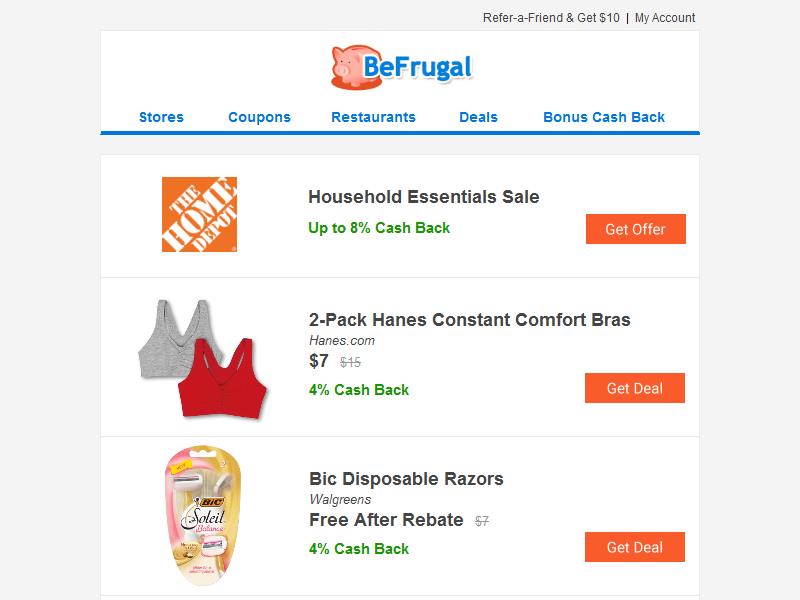 Refer-a-Friend & Get $10 | My Account
BeFrugal
Stores Coupons Restaurants Deals Bonus Cash Back
THE
HOME
DEPOT
Household Essentials Sale
Up to 8% Cash Back
Get Offer
2-Pack Hanes Constant Comfort Bras
Hanes.com
$7 $15
4% Cash Back
Get Deal
BIC
Soleil
Balance
Bic Disposable Razors
Walgreens
Free After Rebate $7
4% Cash Back
Get Deal